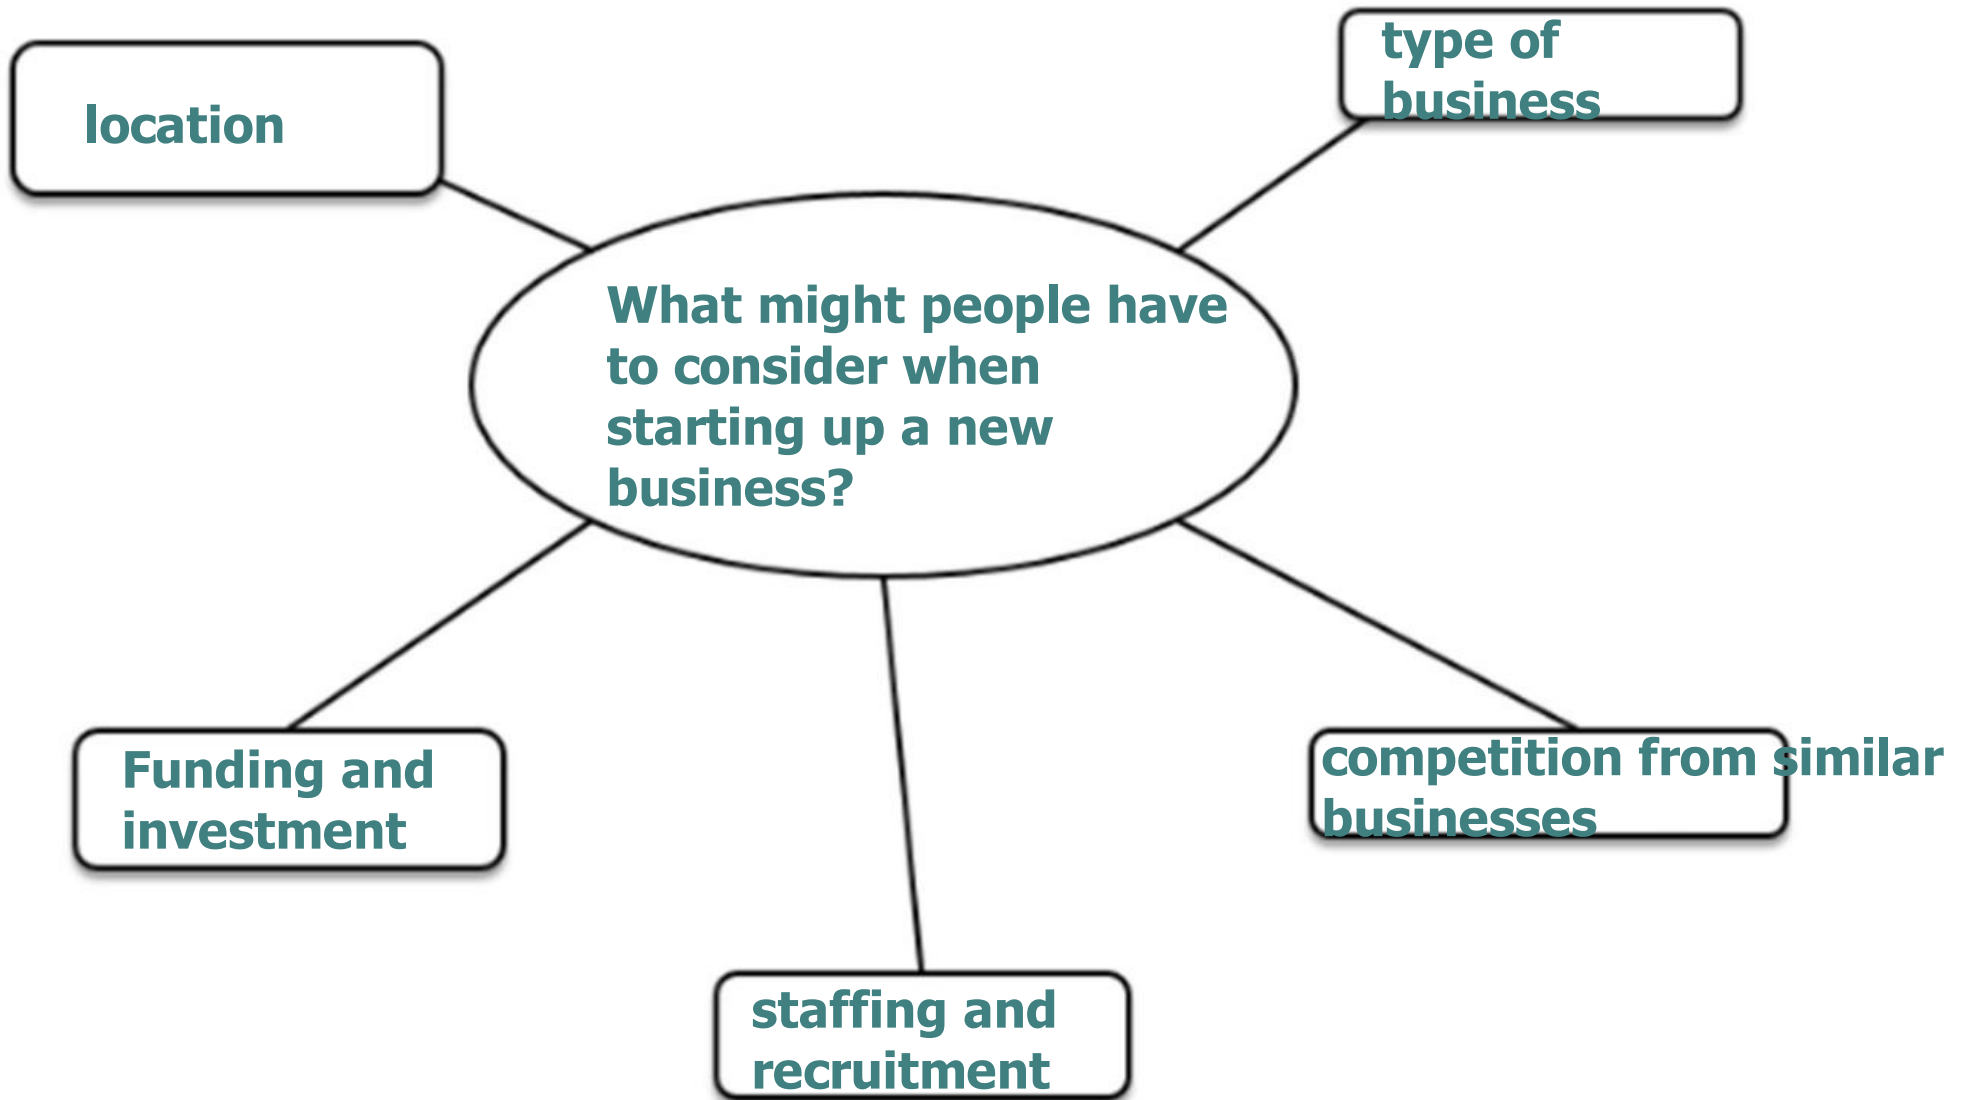 location
type of
business
What might people have
to consider when
starting up a new
business?
Funding and
investment
competition from similar
businesses
staffing and
recruitment